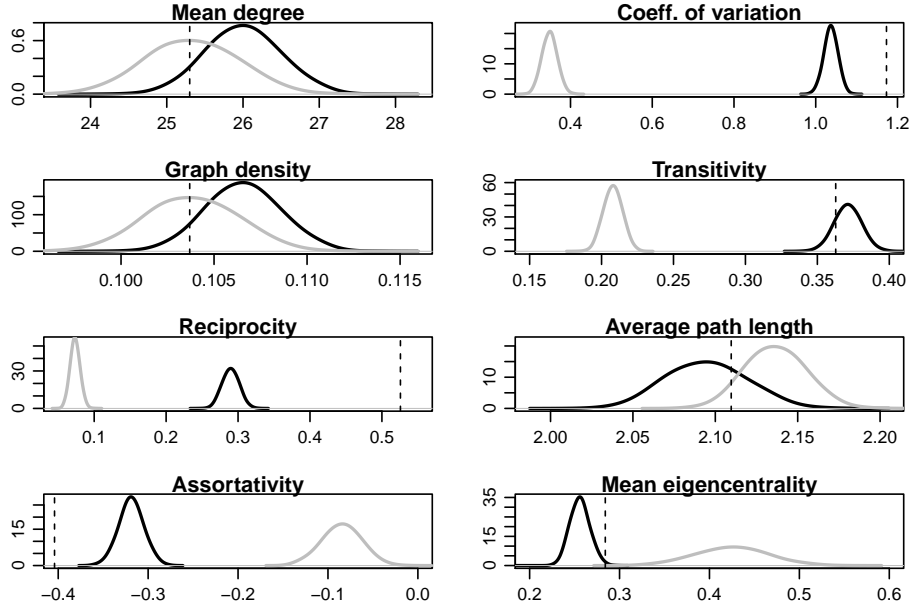 Mean degree
0.0 0.6
24 25 26 27 28
Coeff. of variation
0 10
0.4 0.6 0.8 1.0 1.2
Graph density
0 100
0.100 0.105 0.110 0.115
Transitivity
0 30 60
0.15 0.20 0.25 0.30 0.35 0.40
Reciprocity
0 30
0.1 0.2 0.3 0.4 0.5
Average path length
0 10
2.00 2.05 2.10 2.15 2.20
Assortativity
0 15
−0.4 −0.3 −0.2 −0.1 0.0
Mean eigencentrality
0 15 35
0.2 0.3 0.4 0.5 0.6